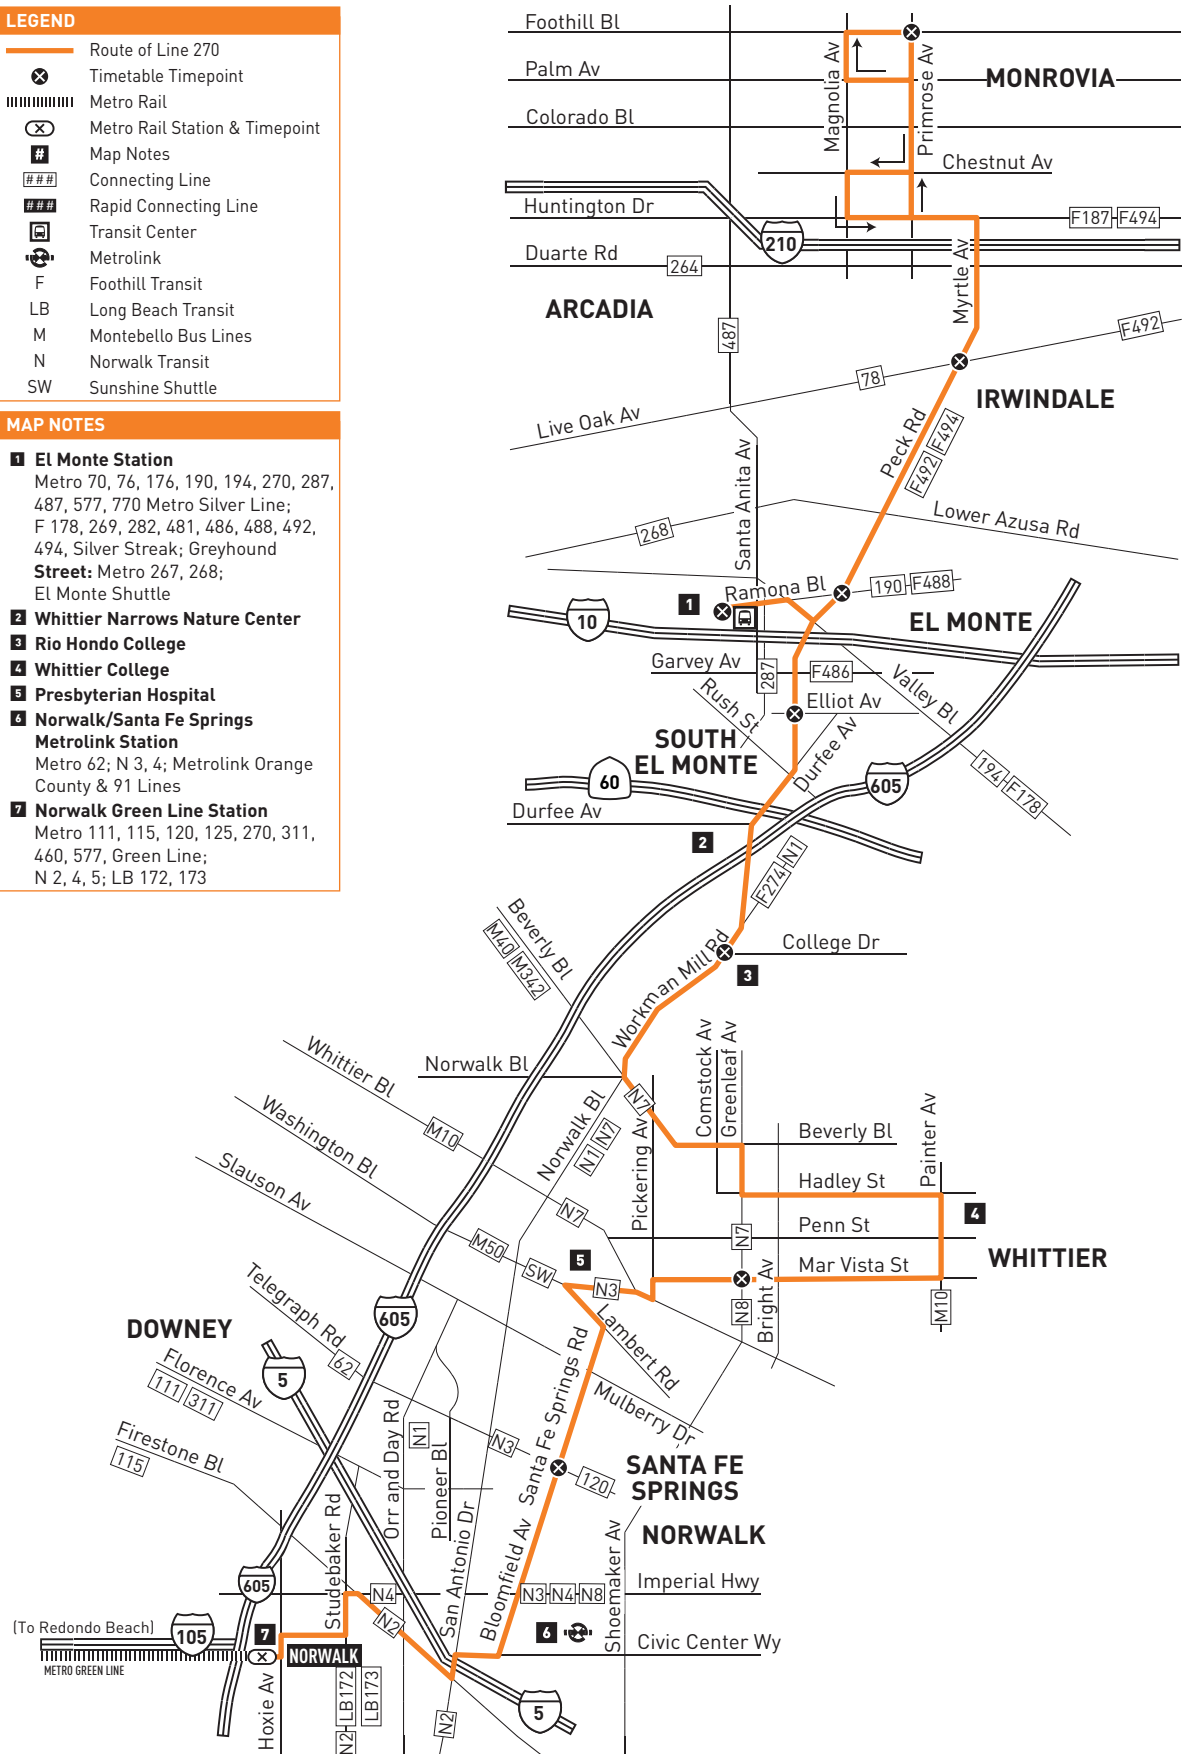 LEGEND
Route of Line 270
Timetable Timepoint
Metro Rail
Metro Rail Station & Timepoint
# Map Notes
### Connecting Line
### Rapid Connecting Line
Transit Center
Metrolink
F Foothill Transit
LB Long Beach Transit
M Montebello Bus Lines
N Norwalk Transit
SW Sunshine Shuttle
MAP NOTES
1 El Monte Station
Metro 70, 76, 176, 190, 194, 270, 287,
487, 577, 770 Metro Silver Line;
F 178, 269, 282, 481, 486, 488, 492,
494, Silver Streak; Greyhound
Street: Metro 267, 268;
El Monte Shuttle
2 Whittier Narrows Nature Center
3 Rio Hondo College
4 Whittier College
5 Presbyterian Hospital
6 Norwalk/Santa Fe Springs
Metrolink Station
Metro 62; N 3, 4; Metrolink Orange
County & 91 Lines
7 Norwalk Green Line Station
Metro 111, 115, 120, 125, 270, 311,
460, 577, Green Line;
N 2, 4, 5; LB 172, 173
Foothill Bl
Palm Av
Magnolia Av
Primrose Av
MONROVIA
Colorado Bl
Chestnut Av
Huntington Dr
F187
F494
210
Duarte Rd
264
Myrtle Av
ARCADIA
487
F492
78
IRWINDALE
Live Oak Av
Peck Rd
F492
F494
Santa Anita Av
268
Lower Azusa Rd
Ramona Bl
190
F488
1
10
EL MONTE
Garvey Av
287
F486
Valley Bl
Rush St
Elliot Av
SOUTH
EL MONTE
Durfee Av
60
605
194
F178
Durfee Av
2
F274
N1
Beverly Bl
M40
M342
College Dr
3
Workman Mill Rd
Whittier Bl
Norwalk Bl
Comstock Av
Greenleaf Av
N7
Washington Bl
M10
Norwalk Bl
N1
N7
Pickering Av
Beverly Bl
Painter Av
Slauson Av
Hadley St
4
N7
Penn St
N7
M50
SW
5
WHITTIER
Mar Vista St
N3
Bright Av
N8
M10
Telegraph Rd
605
Lambert Rd
DOWNEY
62
5
Florence Av
111
311
Santa Fe Springs Rd
Mulberry Dr
Firestone Bl
115
Orr and Day Rd
N1
Pioneer Bl
N3
120
SANTA FE
SPRINGS
San Antonio Dr
Studebaker Rd
Bloomfield Av
Shoemaker Av
NORWALK
605
N4
N3
N4
N8
Imperial Hwy
N2
(To Redondo Beach)
105
7
6
Civic Center Wy
NORWALK
METRO GREEN LINE
Hoxie Av
LB172
LB173
N2
N2
5